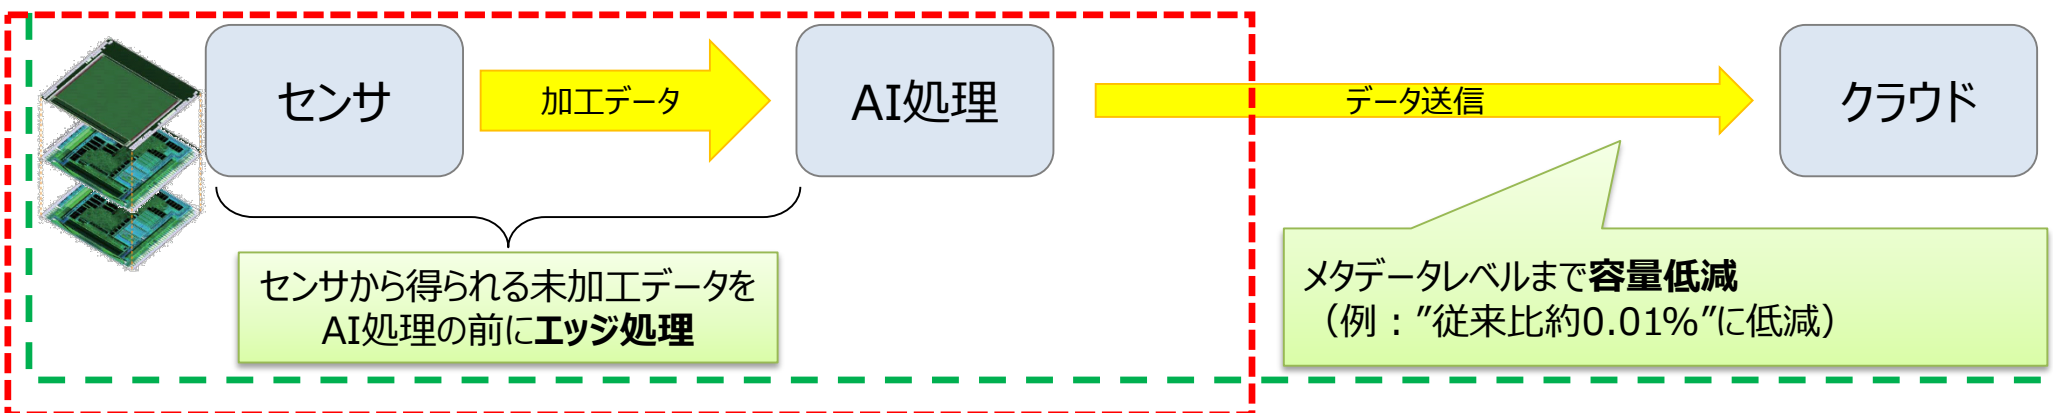 センサ
加工データ
AI処理
データ送信
クラウド
センサから得られる未加工データを
AI処理の前にエッジ処理
メタデータレベルまで容量低減
（例：”従来比約0.01%”に低減）